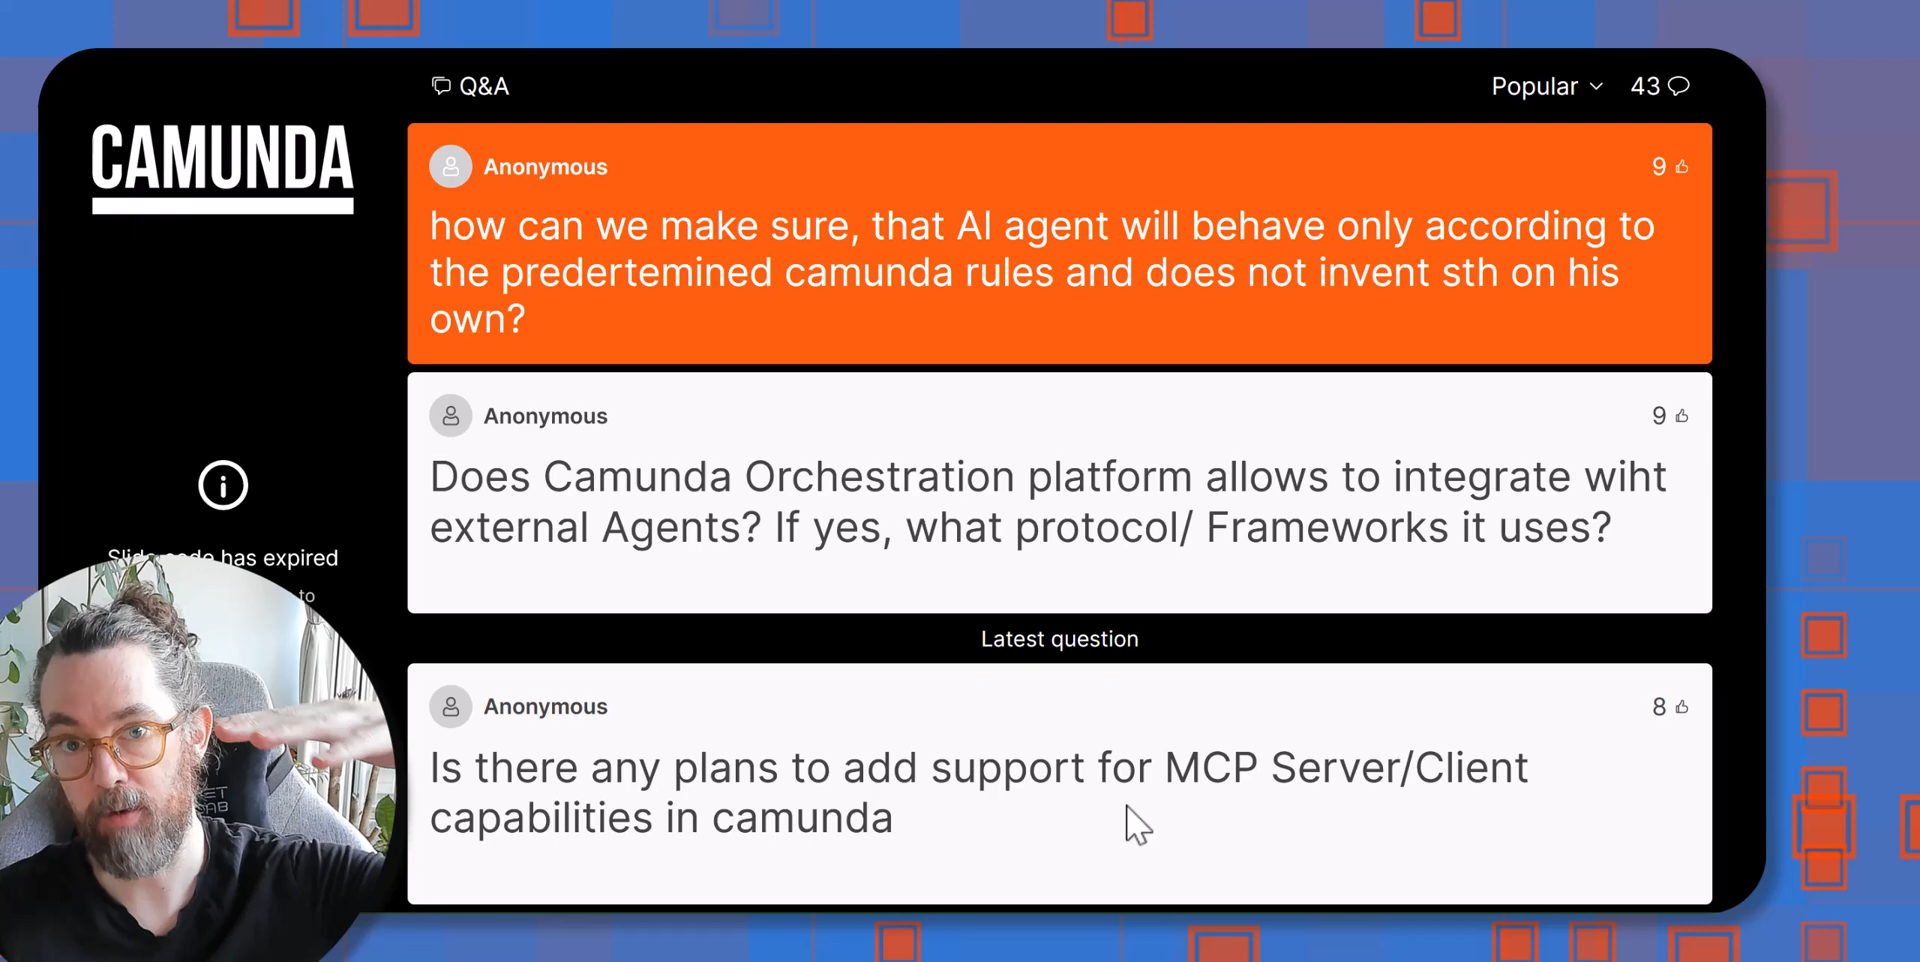 CAMUNDA
Q&A
Popular
43
Anonymous
9
how can we make sure, that AI agent will behave only according to
the predertemined camunda rules and does not invent sth on his
own?
Anonymous
9
Does Camunda Orchestration platform allows to integrate wiht
external Agents? If yes, what protocol/ Frameworks it uses?
Latest question
Anonymous
8
Is there any plans to add support for MCP Server/Client
capabilities in camunda
Slido code has expired
to